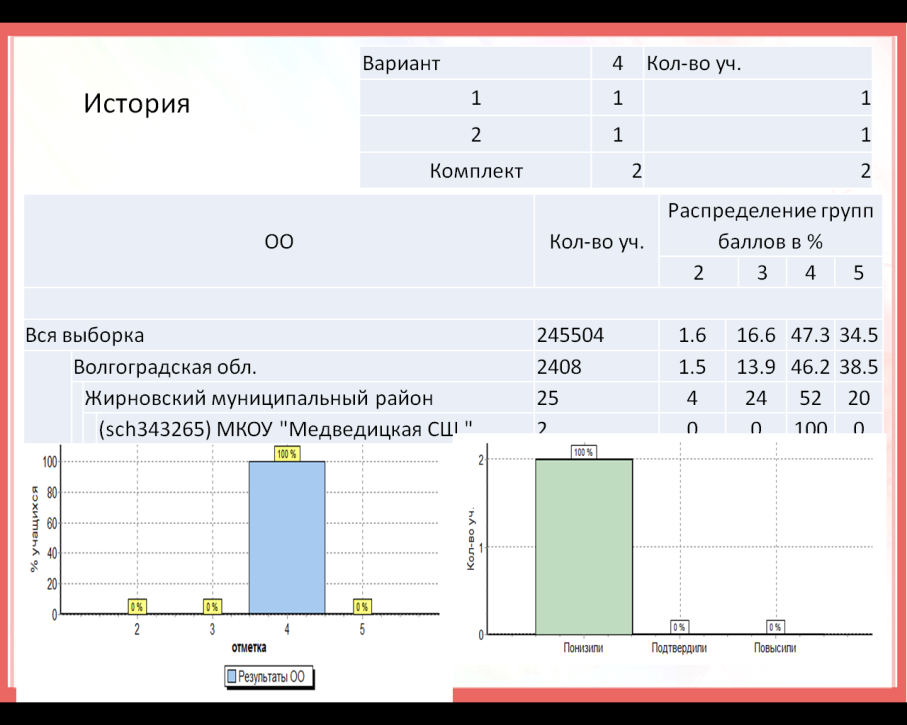 История
Вариант 4 Кол-во уч.
1 1 1
2 1 1
Комплект 2 2
ОО Кол-во уч. Распределение групп баллов в %
2 3 4 5
Вся выборка 245504 1.6 16.6 47.3 34.5
Волгоградская обл. 2408 1.5 13.9 46.2 38.5
Жирновский муниципальный район 25 4 24 52 20
(sch343265) МКОУ "Медведицкая СШ " 2 0 0 100 0
% учащихся
100
80
60
40
20
0
0 %
0 %
100 %
0 %
2 3 4 5
отметка
Результаты ОО
Кол-во уч.
2
1
0
100 %
0 %
0 %
Понизили Подтвердили Повысили